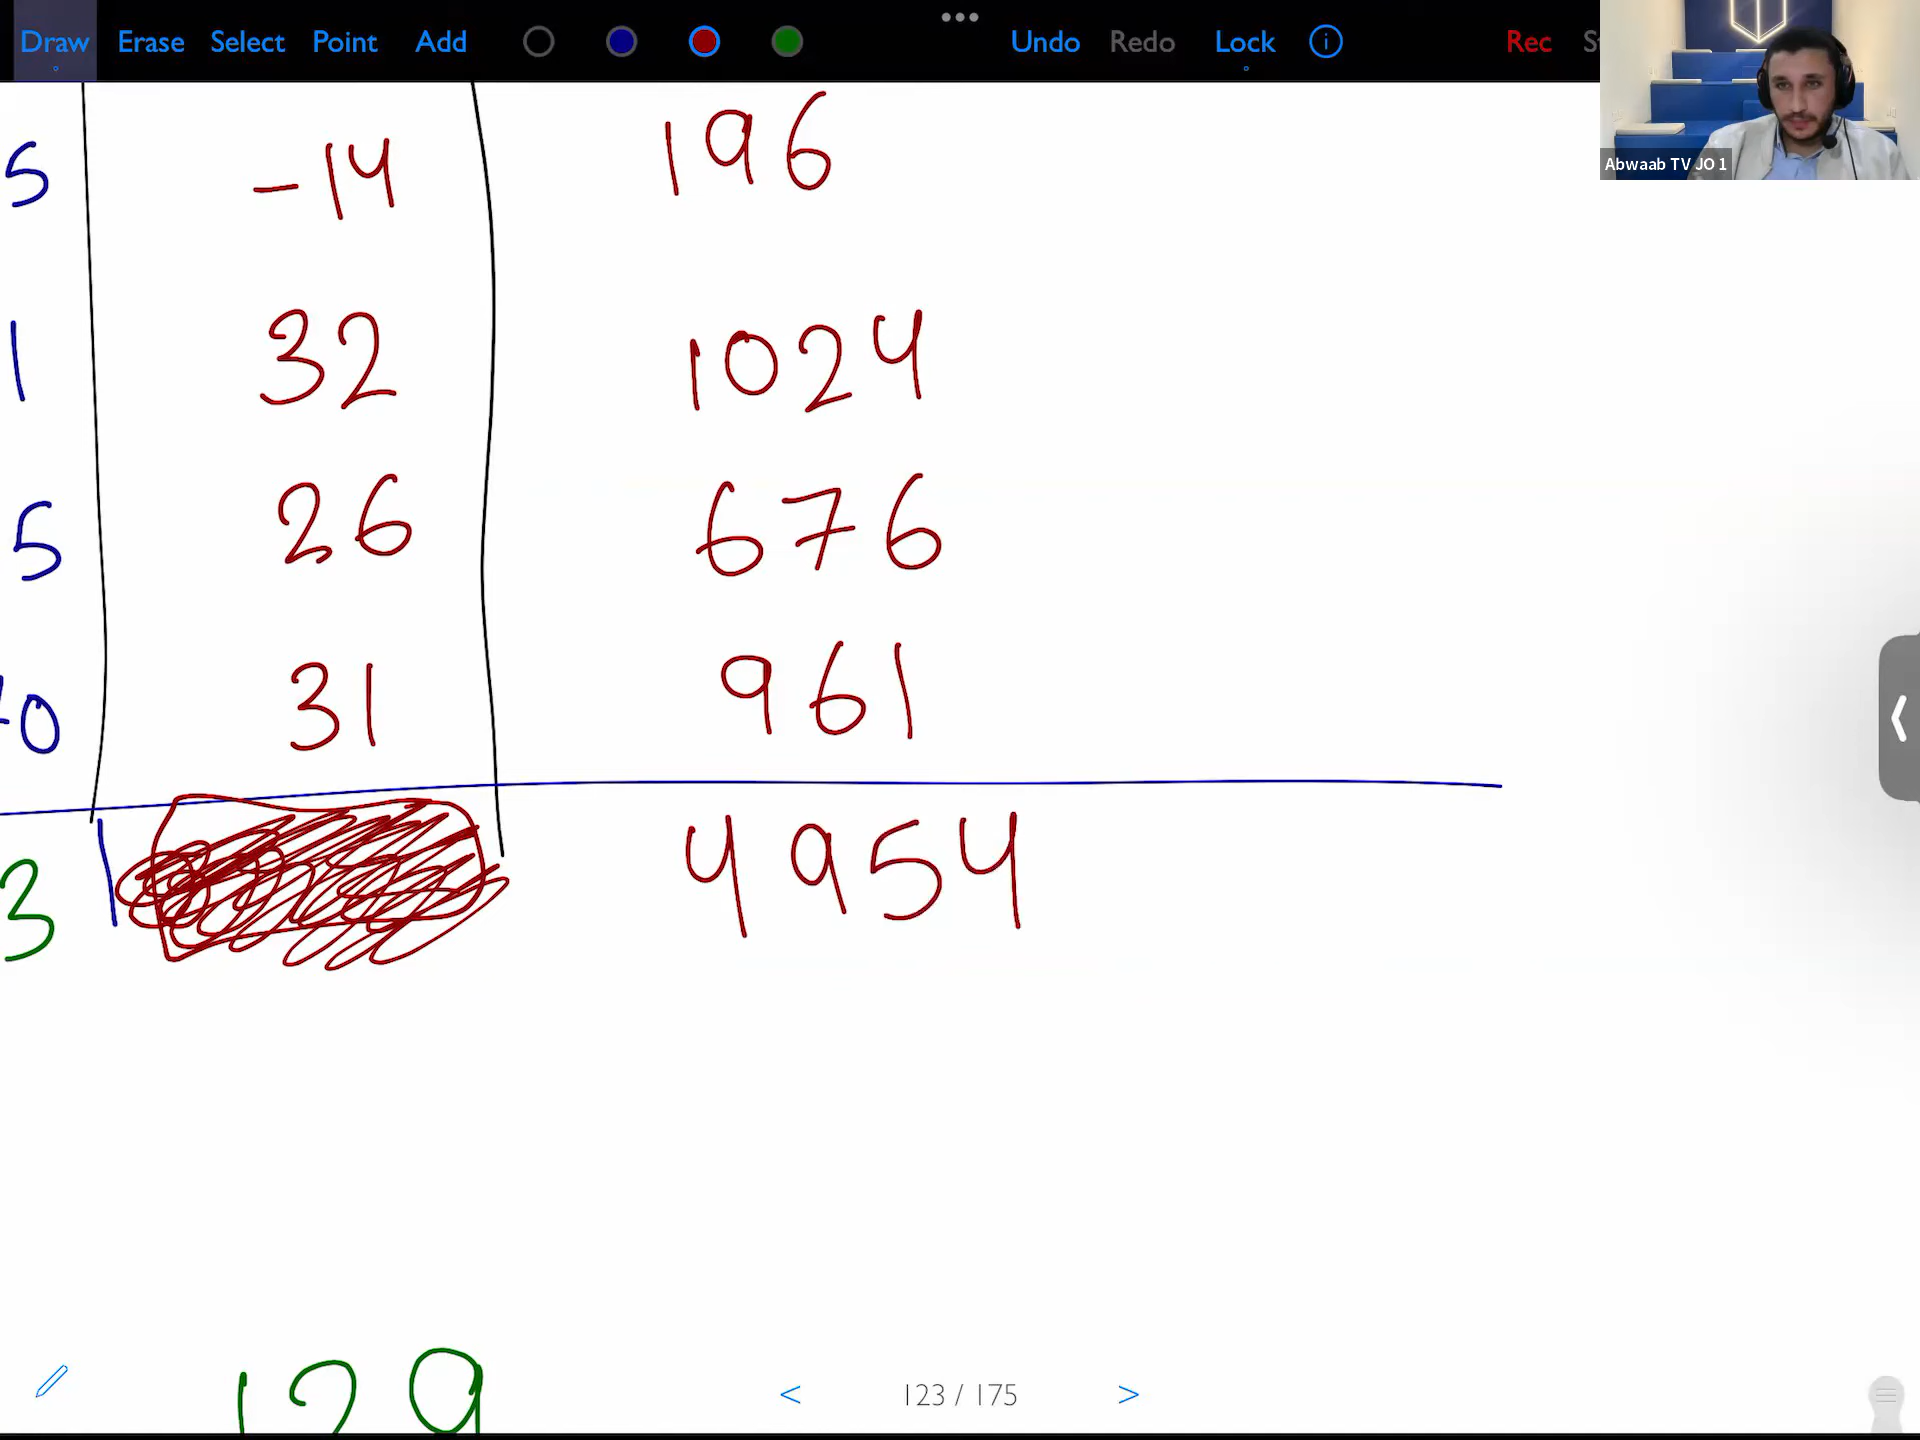 Draw Erase Select Point Add Undo Redo Lock Rec
Abwaab TV JO 1
5 -14 196
1 32 1024
5 26 676
0 31 961
3 4954
129
123 / 175